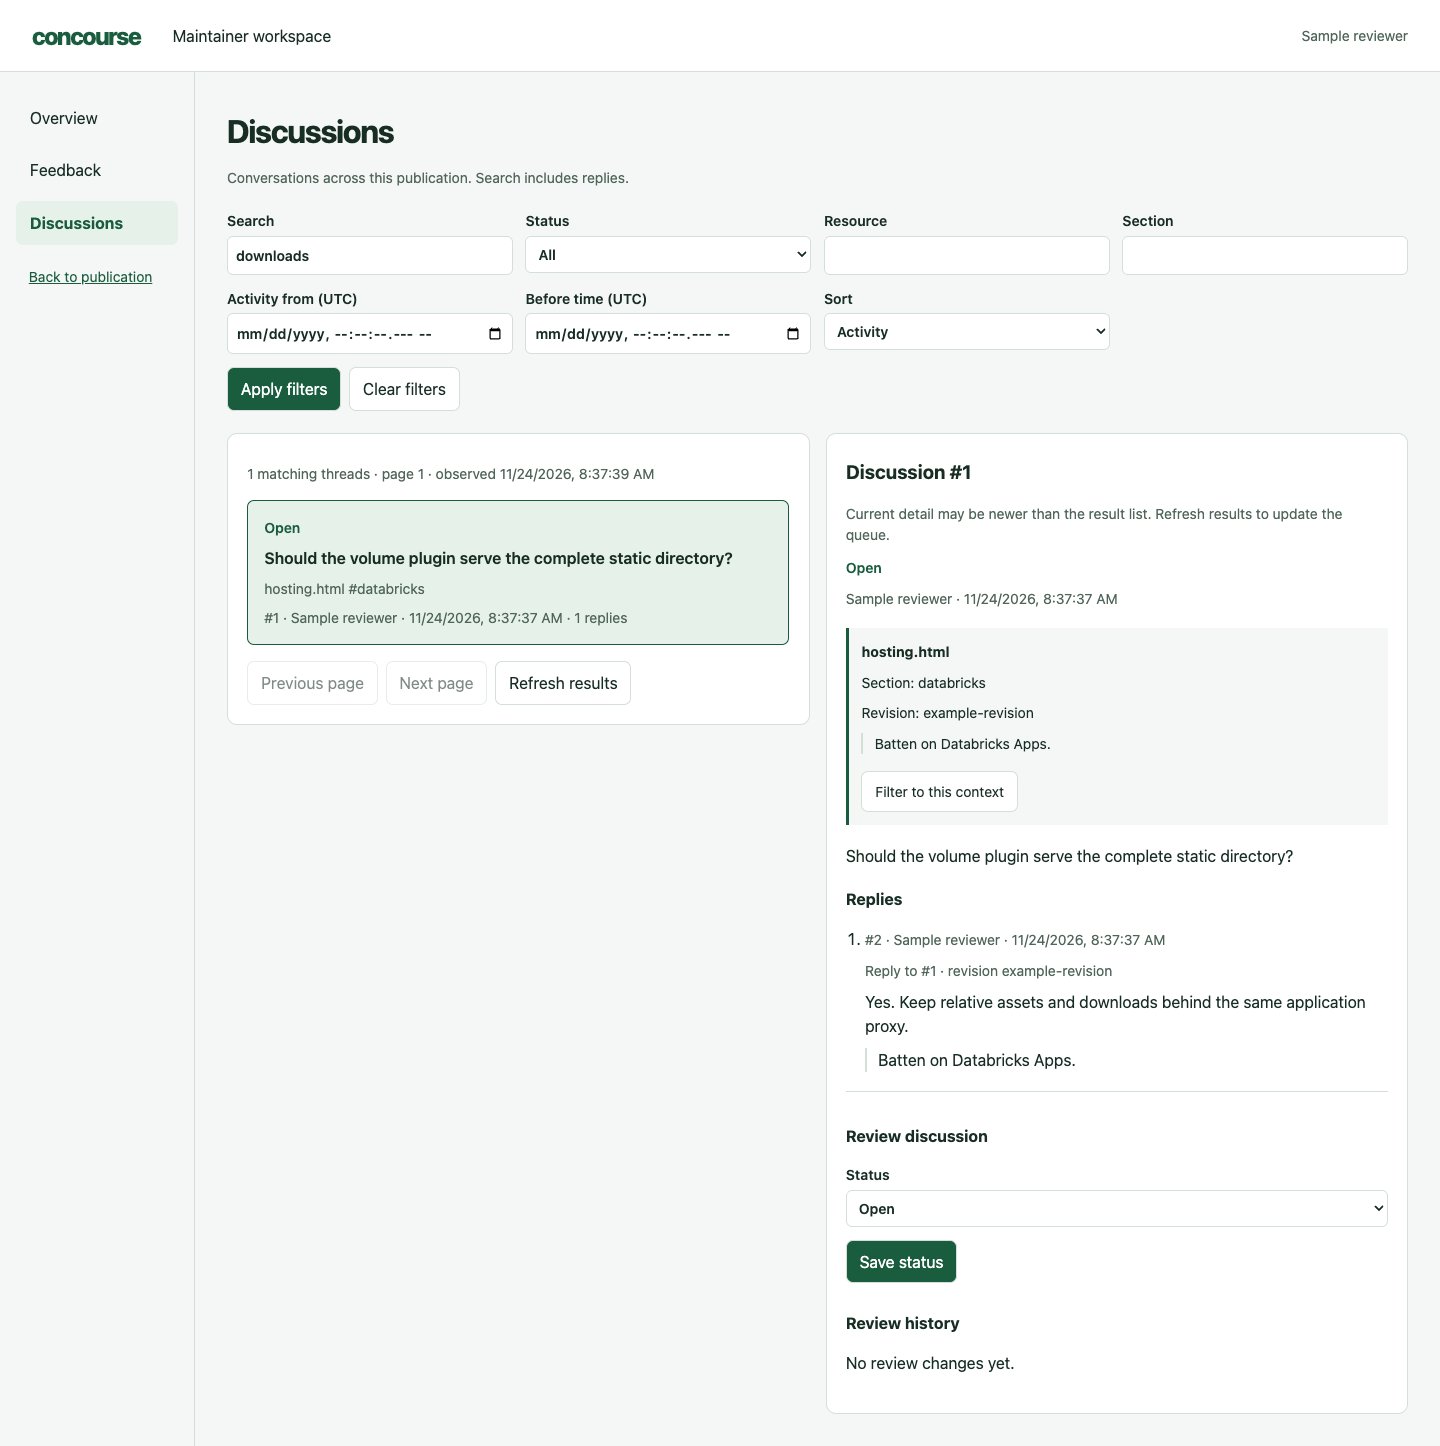 concourse
Maintainer workspace
Sample reviewer
Overview
Feedback
Discussions
Back to publication
Discussions
Conversations across this publication. Search includes replies.
Search
Status
Resource
Section
downloads
All
Activity from (UTC)
Before time (UTC)
Sort
mm/dd/yyyy, --:--:--.--- --
mm/dd/yyyy, --:--:--.--- --
Activity
Apply filters
Clear filters
1 matching threads · page 1 · observed 11/24/2026, 8:37:39 AM
Open
Should the volume plugin serve the complete static directory?
hosting.html #databricks
#1 · Sample reviewer · 11/24/2026, 8:37:37 AM · 1 replies
Previous page
Next page
Refresh results
Discussion #1
Current detail may be newer than the result list. Refresh results to update the
queue.
Open
Sample reviewer · 11/24/2026, 8:37:37 AM
hosting.html
Section: databricks
Revision: example-revision
Batten on Databricks Apps.
Filter to this context
Should the volume plugin serve the complete static directory?
Replies
1. #2 · Sample reviewer · 11/24/2026, 8:37:37 AM
Reply to #1 · revision example-revision
Yes. Keep relative assets and downloads behind the same application
proxy.
Batten on Databricks Apps.
Review discussion
Status
Open
Save status
Review history
No review changes yet.